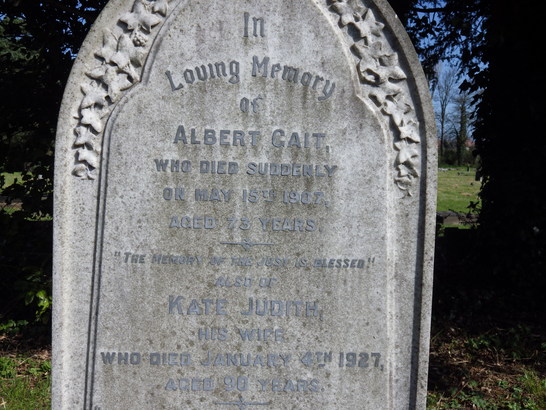 In
Loving Memory
of
ALBERT GAIT,
WHO DIED SUDDENLY
ON MAY 15TH 1907,
AGED 73 YEARS.
"THE MEMORY OF THE JUST IS BLESSED."
ALSO OF
KATE JUDITH,
HIS WIFE
WHO DIED JANUARY 4TH 1927,
AGED 90 YEARS.